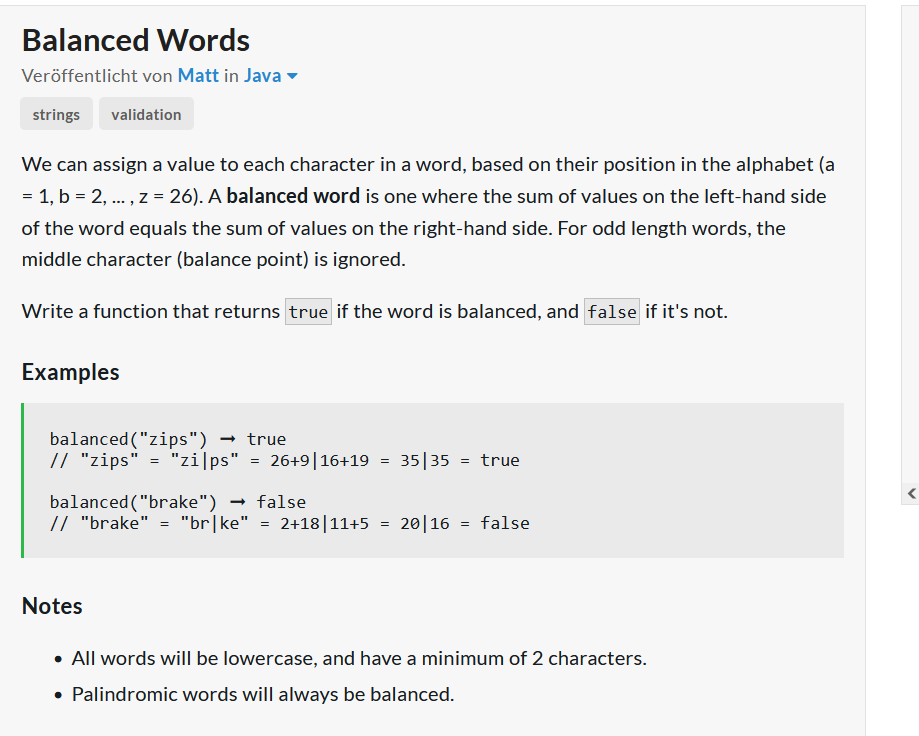 Balanced Words
Veröffentlicht von Matt in Java
strings validation
We can assign a value to each character in a word, based on their position in the alphabet (a
= 1, b = 2, ... , z = 26). A balanced word is one where the sum of values on the left-hand side
of the word equals the sum of values on the right-hand side. For odd length words, the
middle character (balance point) is ignored.
Write a function that returns true if the word is balanced, and false if it's not.
Examples
balanced("zips") ➞ true
// "zips" = "zi|ps" = 26+9|16+19 = 35|35 = true
balanced("brake") ➞ false
// "brake" = "br|ke" = 2+18|11+5 = 20|16 = false
Notes
• All words will be lowercase, and have a minimum of 2 characters.
• Palindromic words will always be balanced.